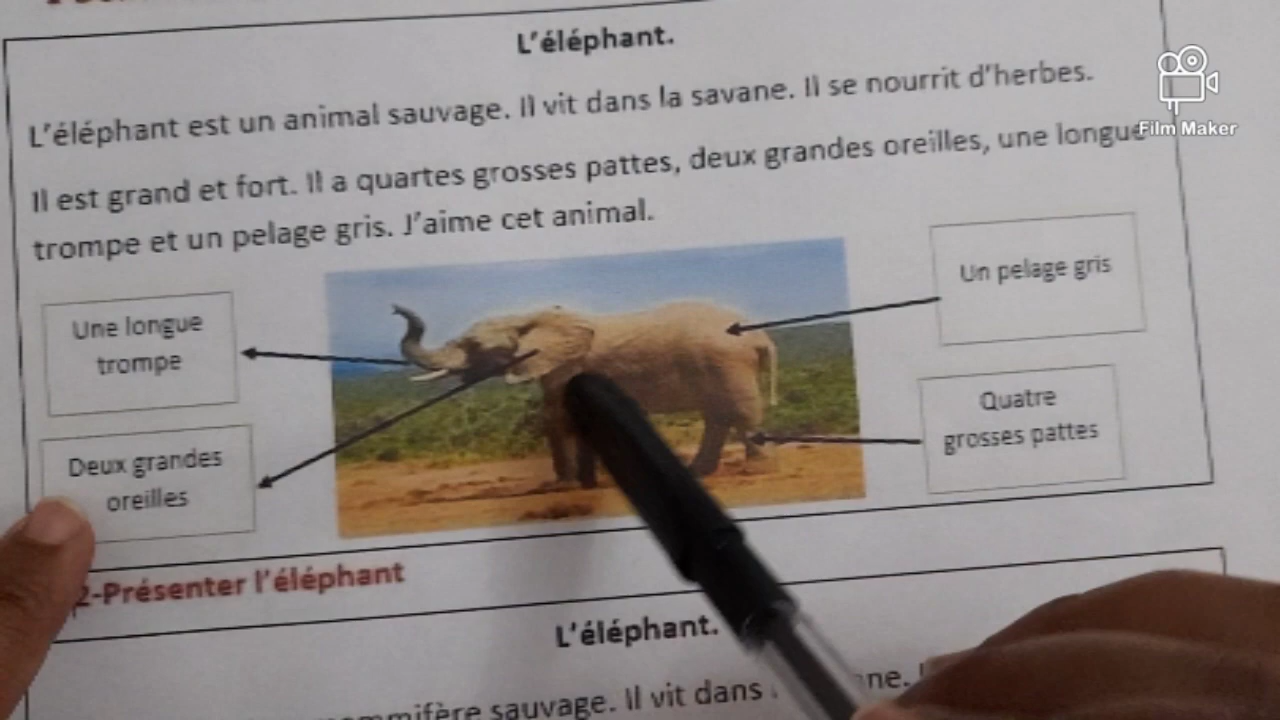 L'éléphant.
L'éléphant est un animal sauvage. Il vit dans la savane. Il se nourrit d'herbes.
Il est grand et fort. Il a quartes grosses pattes, deux grandes oreilles, une longue
trompe et un pelage gris. J'aime cet animal.
Une longue
trompe
Deux grandes
oreilles
Un pelage gris
Quatre
grosses pattes
2-Présenter l'éléphant
L'éléphant.
sauvage. Il vit dans
Film Maker